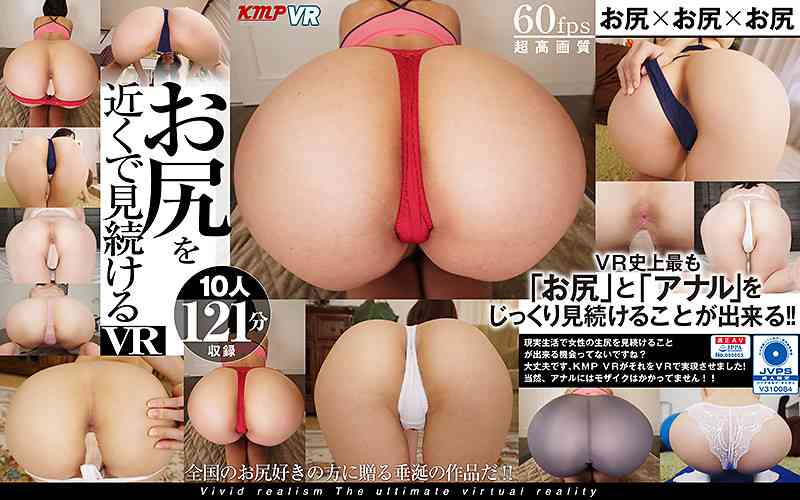 KMP VR
60fps
超高画質
お尻×お尻×お尻
お尻を
近くで見続ける
VR
10人
121分
収録
VR史上最も
「お尻」と「アナル」を
じっくり見続けることが出来る!!
現実生活で女性の生尻を見続けること
が出来る機会ってないですね?
大丈夫です、KMP VRがそれをVRで実現させました!
当然、アナルにはモザイクはかかってません!!
適正AV
JPPA
JVPS
V310084
全国のお尻好きの方に贈る垂涎の作品だ!!
Vivid realism The ultimate virtual reality